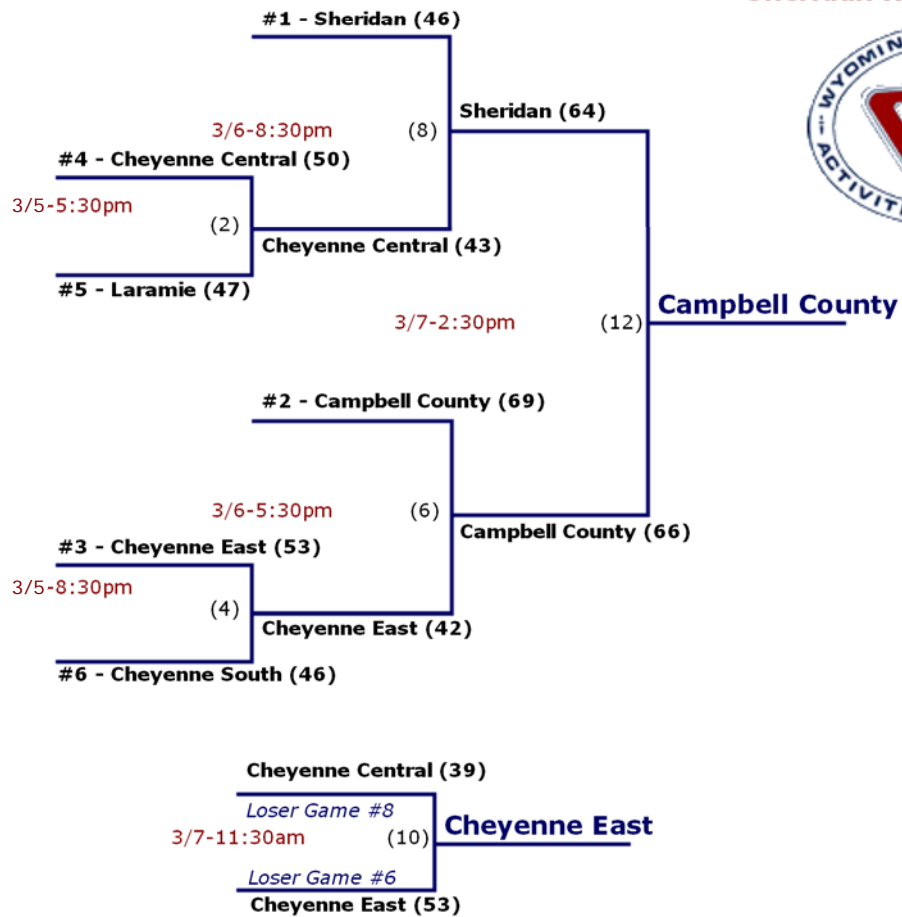 #1 - Sheridan (46)
WYOMIN
ACTIVITI
3/6-8:30pm
(8)
Sheridan (64)
#4 - Cheyenne Central (50)
3/5-5:30pm
(2)
Cheyenne Central (43)
#5 - Laramie (47)
3/7-2:30pm
(12)
Campbell County
#2 - Campbell County (69)
3/6-5:30pm
(6)
Campbell County (66)
#3 - Cheyenne East (53)
3/5-8:30pm
(4)
Cheyenne East (42)
#6 - Cheyenne South (46)
Cheyenne Central (39)
Loser Game #8
3/7-11:30am
(10)
Cheyenne East
Loser Game #6
Cheyenne East (53)